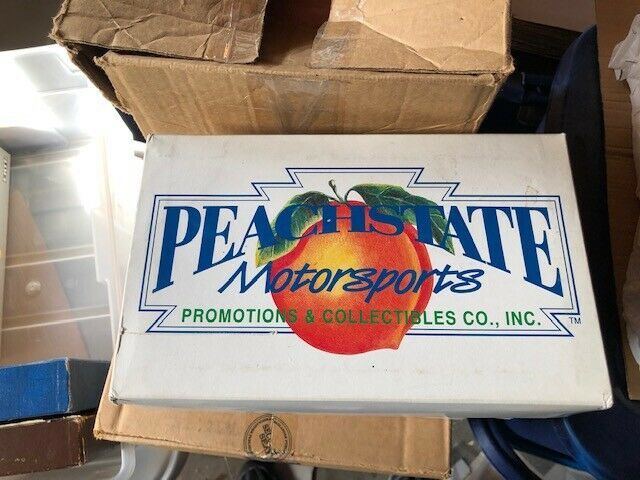 PEACHSTATE
Motorsports
PROMOTIONS & COLLECTIBLES CO., INC.
TM